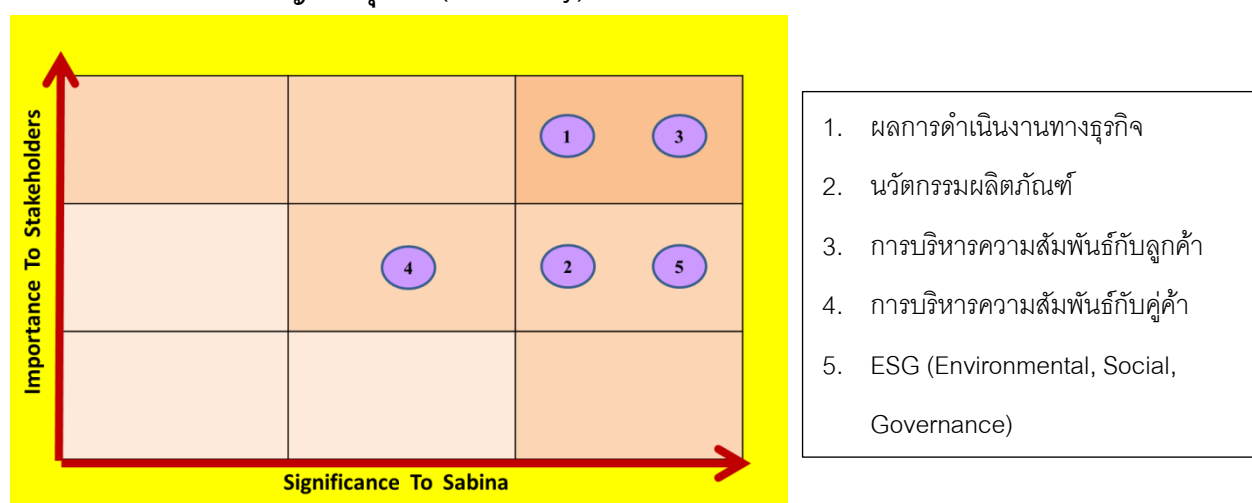 Importance To Stakeholders
1
3
4
2
5
Significance To Sabina
1. ผลการดำเนินงานทางธุรกิจ
2. นวัตกรรมผลิตภัณฑ์
3. การบริหารความสัมพันธ์กับลูกค้า
4. การบริหารความสัมพันธ์กับคู่ค้า
5. ESG (Environmental, Social,
Governance)